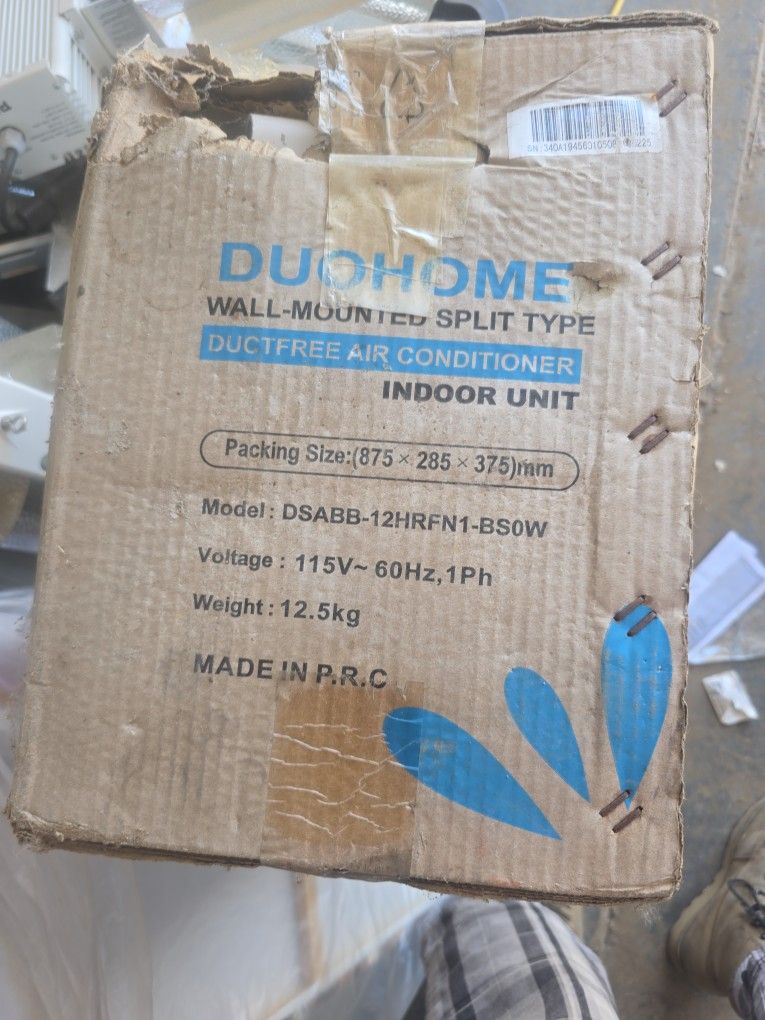 DUOHOME
WALL-MOUNTED SPLIT TYPE
DUCTFREE AIR CONDITIONER
INDOOR UNIT
Packing Size:(875 × 285 × 375)mm
Model: DSABB-12HRFN1-BS0W
Voltage : 115V~ 60Hz,1Ph
Weight : 12.5kg
MADE IN P.R.C